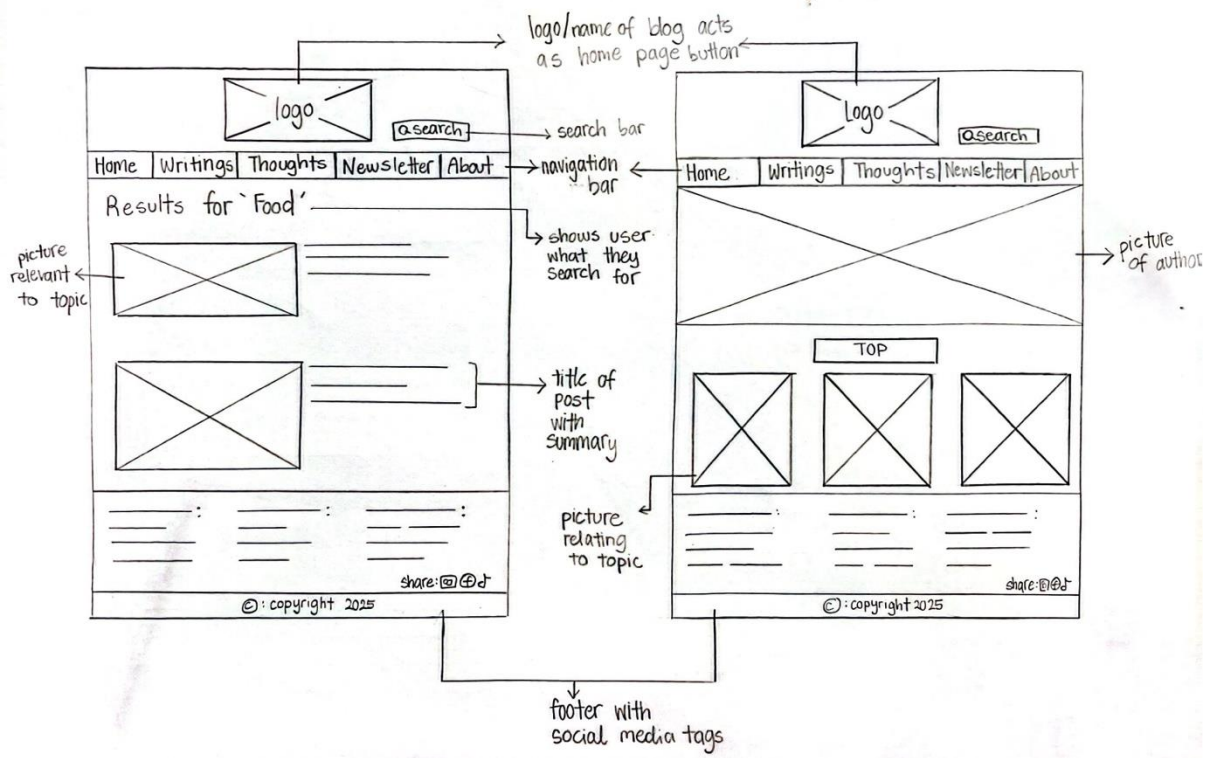 logo/name of blog acts
as home page button
logo
search
search bar
Home Writings Thoughts Newsletter About
navigation
bar
Results for `Food'
shows user
what they
search for
picture
relevant
to topic
title of
post
with
summary
: : :
share:
©: copyright 2025
Logo
search
Home Writings Thoughts Newsletter About
picture
of author
TOP
picture
relating
to topic
: : :
share:
©: copyright 2025
footer with
social media tags